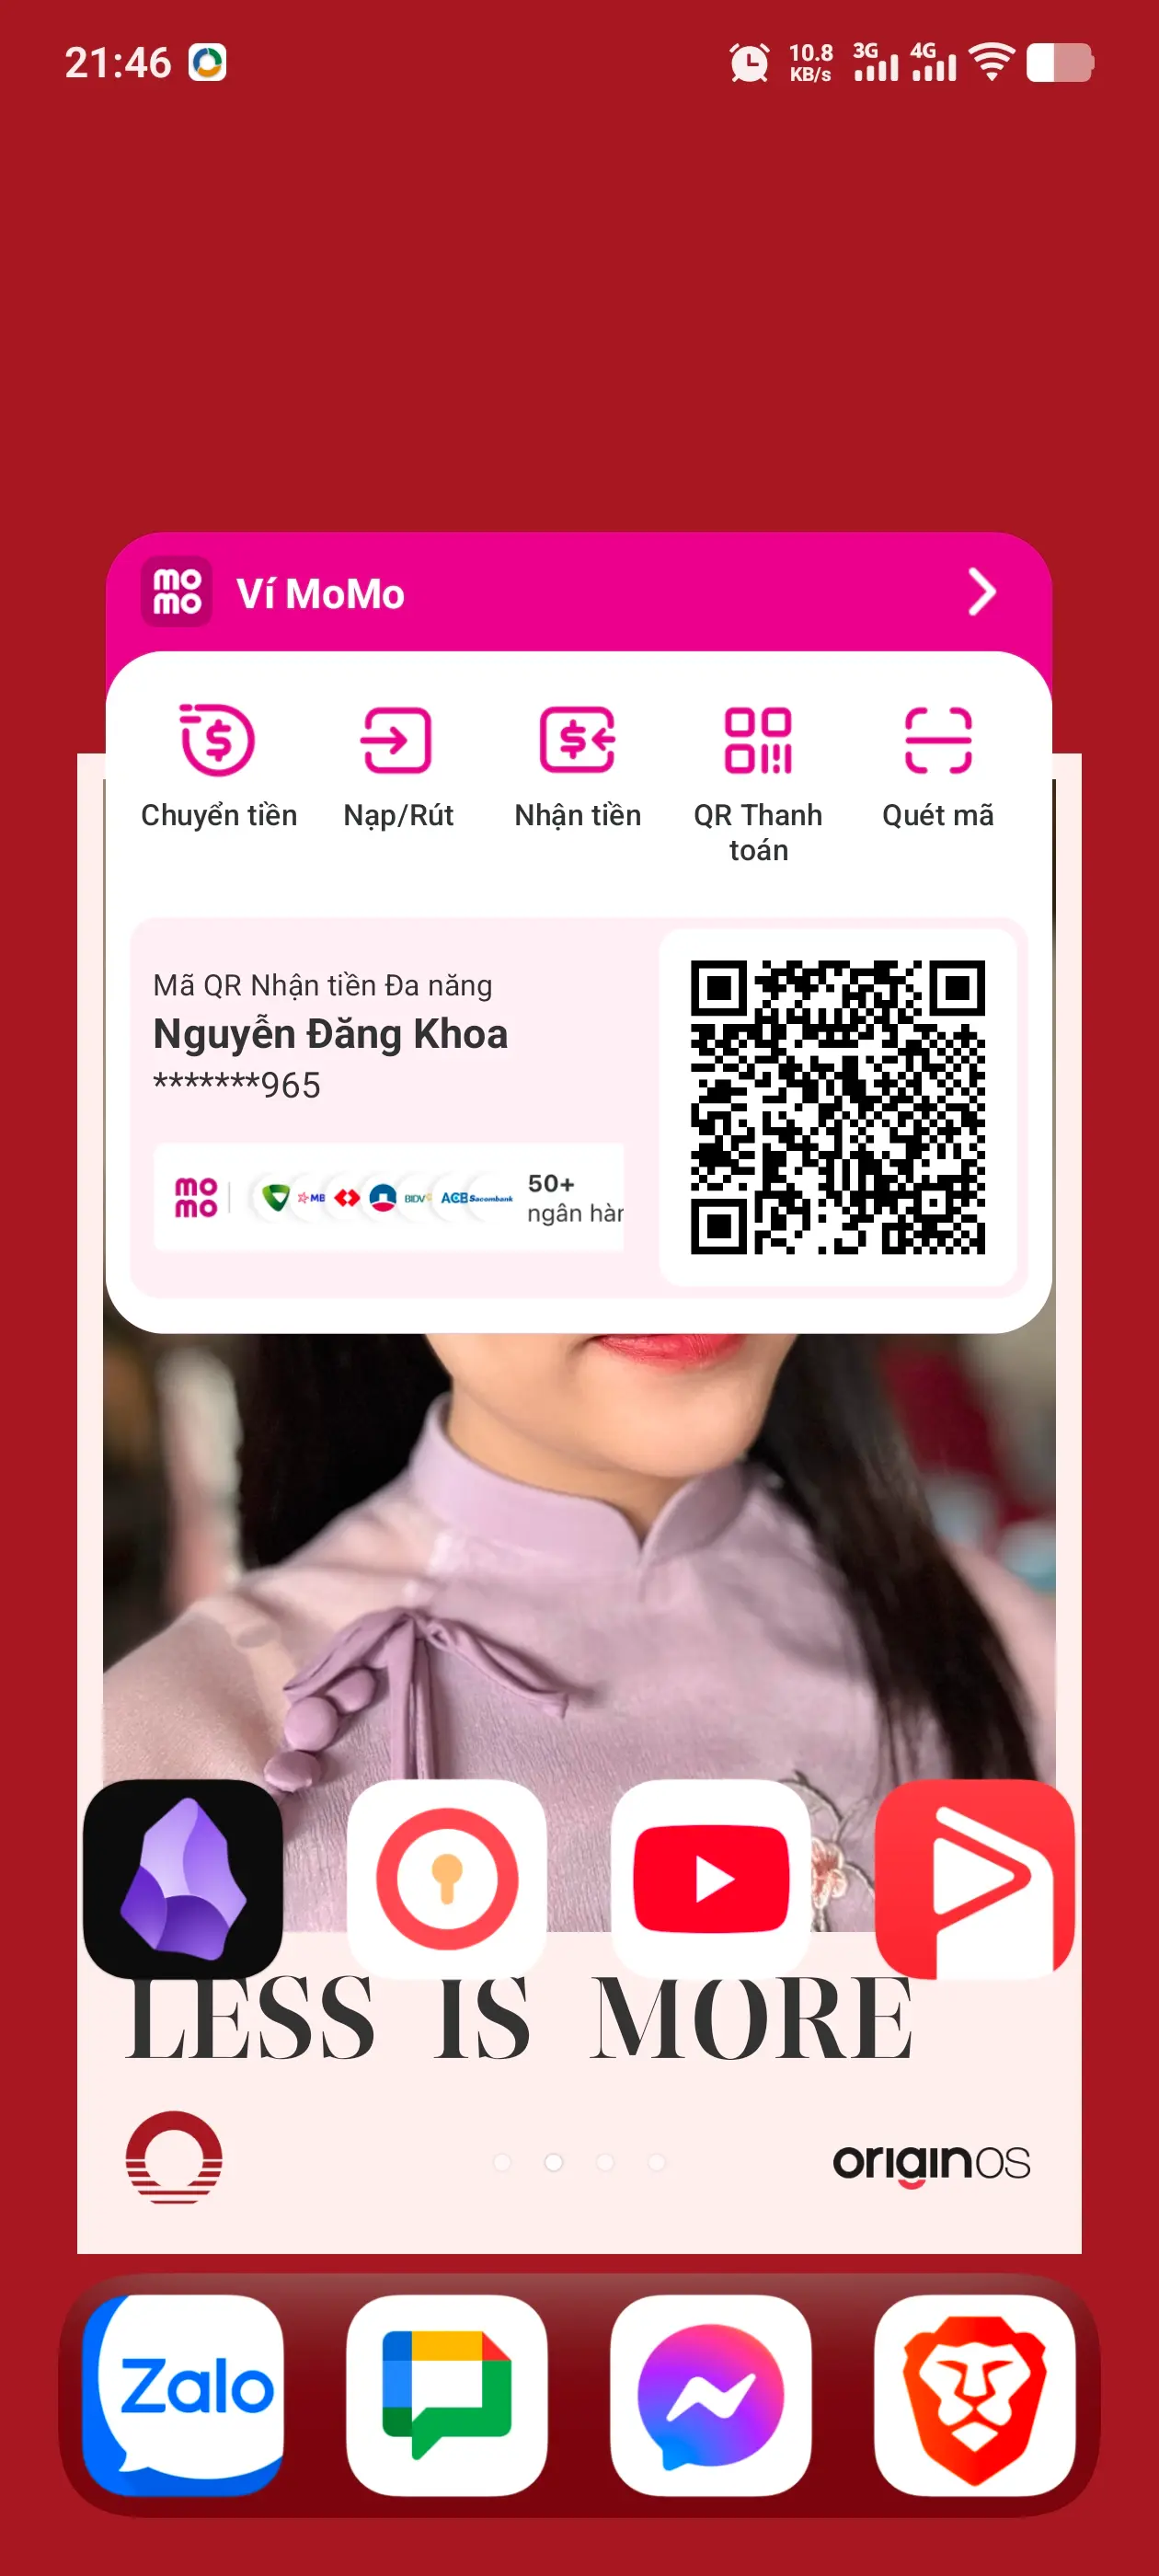 21:46
10.8
KB/s
3G
4G
mo
mo
Ví MoMo
Chuyển tiền
Nạp/Rút
Nhận tiền
QR Thanh
toán
Quét mã
Mã QR Nhận tiền Đa năng
Nguyễn Đăng Khoa
*******965
mo
mo
MB
BIDV
ACB
Sacombank
50+
ngân hàn
LESS IS MORE
originOS
Zalo